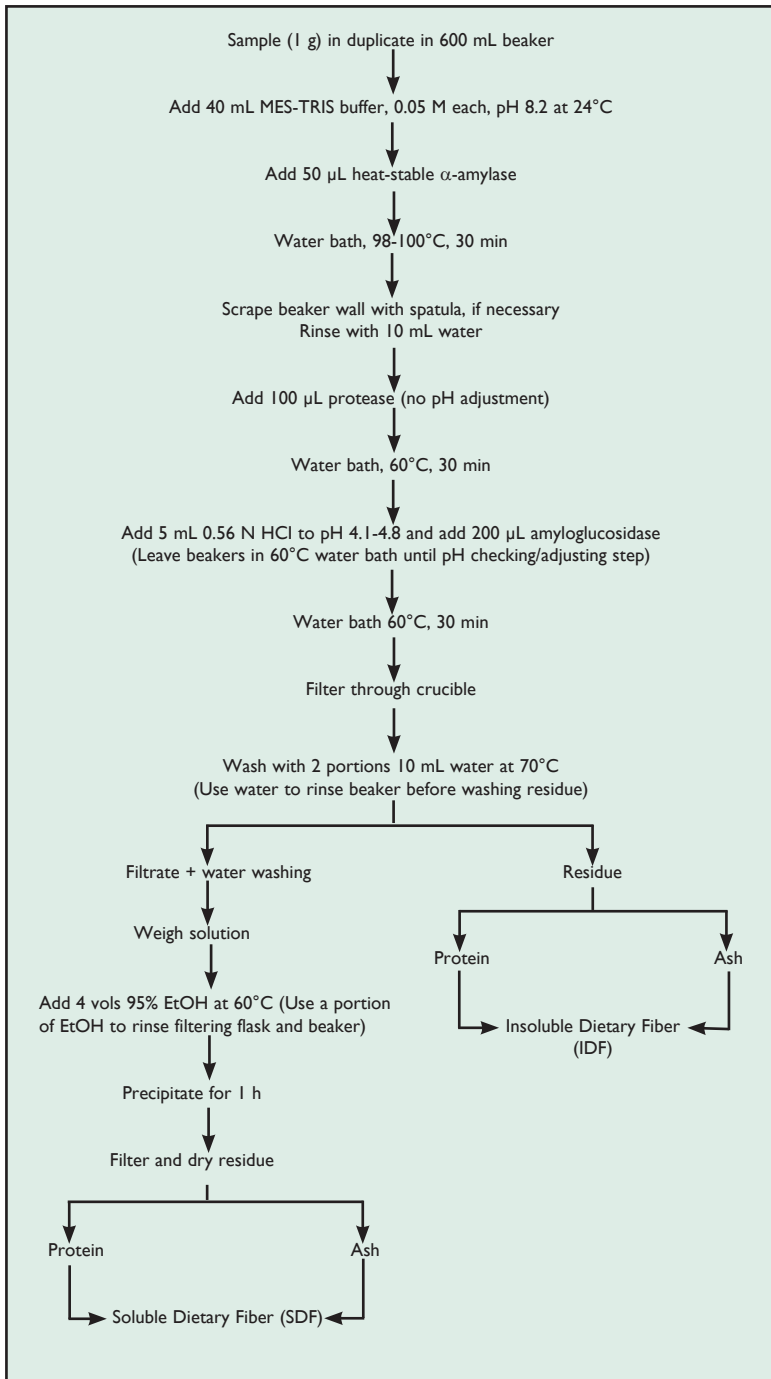 Sample (1 g) in duplicate in 600 mL beaker
Add 40 mL MES-TRIS buffer, 0.05 M each, pH 8.2 at 24°C
Add 50 µL heat-stable α-amylase
Water bath, 98-100°C, 30 min
Scrape beaker wall with spatula, if necessary
Rinse with 10 mL water
Add 100 µL protease (no pH adjustment)
Water bath, 60°C, 30 min
Add 5 mL 0.56 N HCl to pH 4.1-4.8 and add 200 µL amyloglucosidase
(Leave beakers in 60°C water bath until pH checking/adjusting step)
Water bath 60°C, 30 min
Filter through crucible
Wash with 2 portions 10 mL water at 70°C
(Use water to rinse beaker before washing residue)
Filtrate + water washing
Weigh solution
Add 4 vols 95% EtOH at 60°C (Use a portion
of EtOH to rinse filtering flask and beaker)
Precipitate for 1 h
Filter and dry residue
Protein
Ash
Soluble Dietary Fiber (SDF)
Residue
Protein
Ash
Insoluble Dietary Fiber
(IDF)